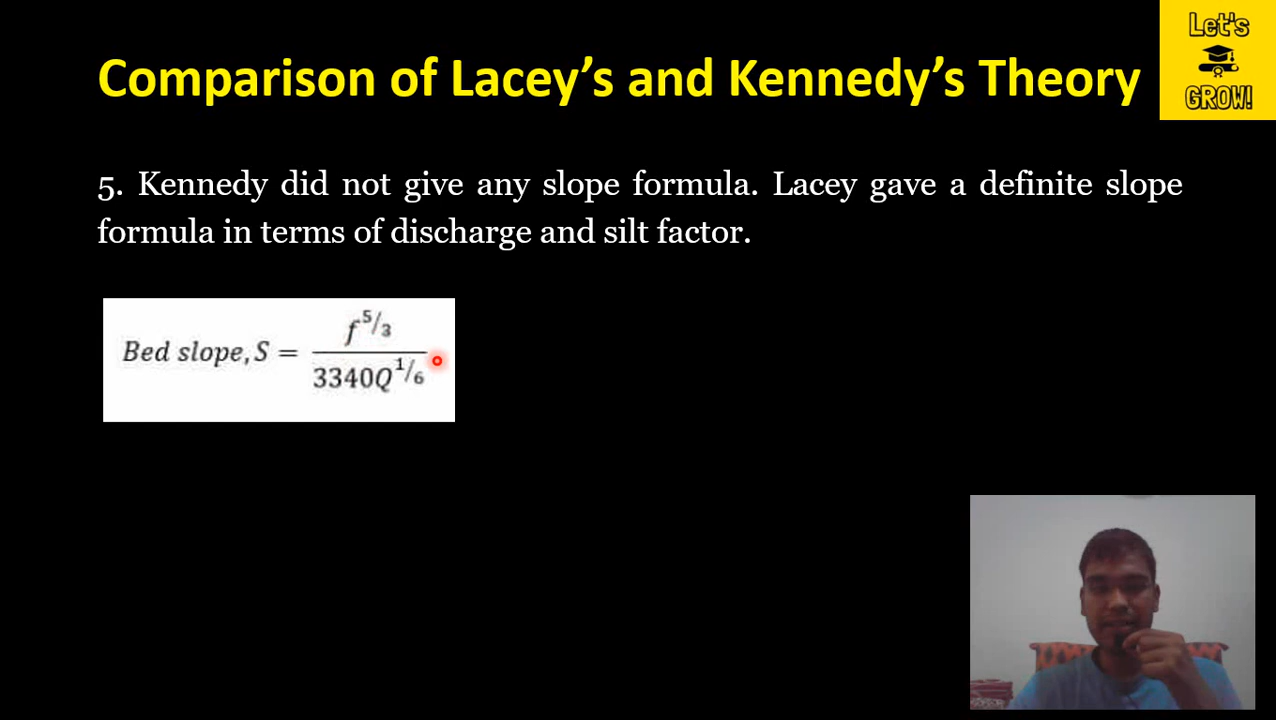 Let's
GROW!
Comparison of Lacey’s and Kennedy’s Theory
5. Kennedy did not give any slope formula. Lacey gave a definite slope
formula in terms of discharge and silt factor.
Bed slope, S = f^5/3 / 3340Q^1/6